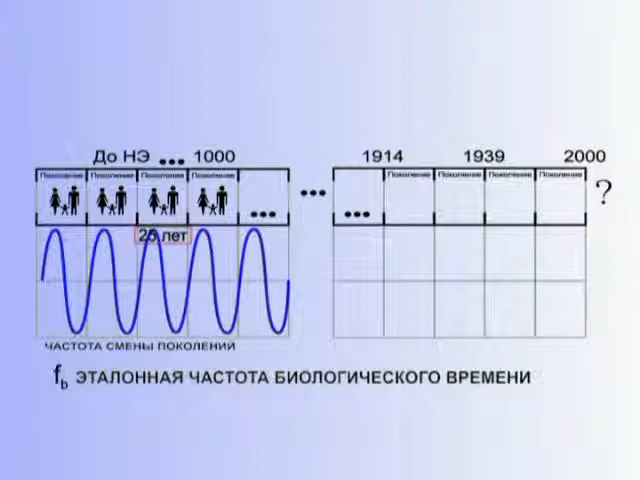 До НЭ ... 1000 1914 1939 2000
Поколение Поколение Поколение Поколение Поколение Поколение Поколение Поколение
... ... ... ?
25 лет
ЧАСТОТА СМЕНЫ ПОКОЛЕНИЙ
fb ЭТАЛОННАЯ ЧАСТОТА БИОЛОГИЧЕСКОГО ВРЕМЕНИ